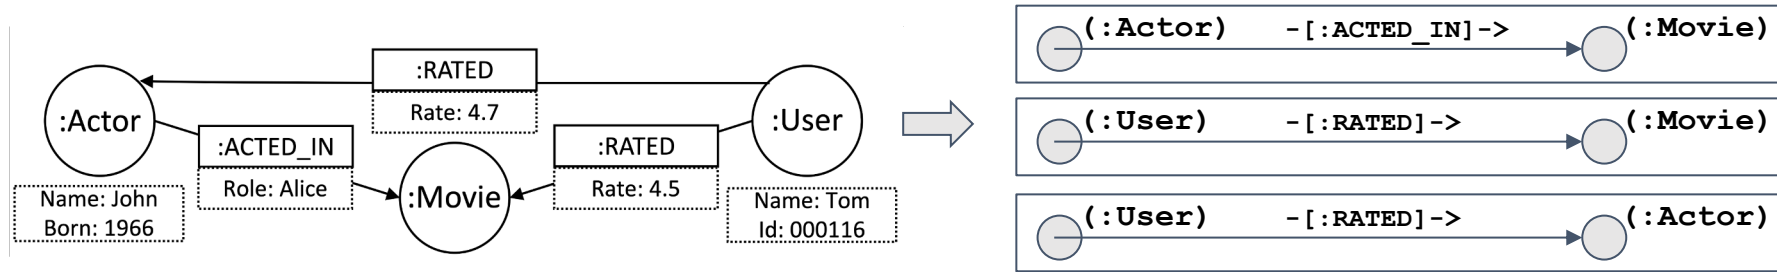 :RATED
Rate: 4.7
:Actor
:User
:ACTED_IN
Role: Alice
:RATED
Rate: 4.5
:Movie
Name: John
Born: 1966
Name: Tom
Id: 000116
(:Actor) -[:ACTED_IN]-> (:Movie)
(:User) -[:RATED]-> (:Movie)
(:User) -[:RATED]-> (:Actor)